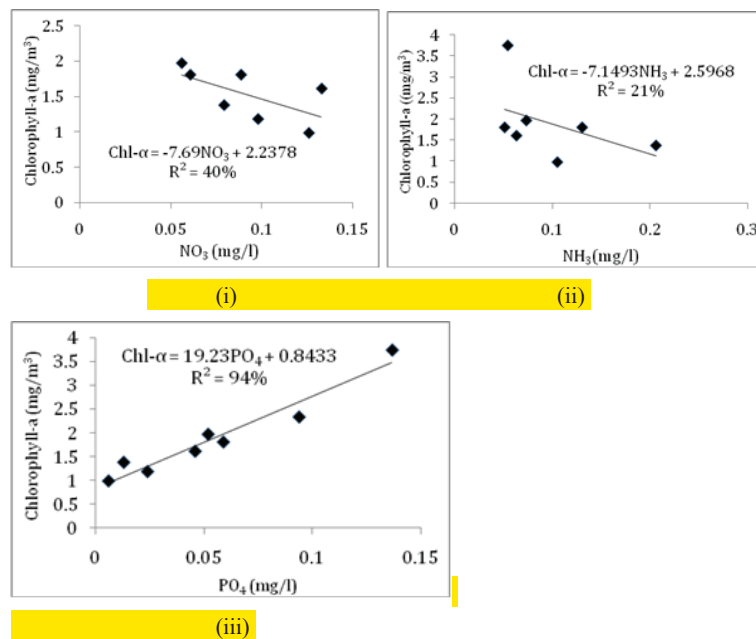 2.5
2
1.5
1
0.5
0
Chlorophyll-a (mg/m³)
Chl-α = -7.69NO₃ + 2.2378
R² = 40%
0 0.05 0.1 0.15
NO₃ (mg/l)
4
3.5
3
2.5
2
1.5
1
0.5
0
Chlorophyll-a ((mg/m³)
Chl-α = -7.1493NH₃ + 2.5968
R² = 21%
0 0.1 0.2 0.3
NH₃(mg/l)
(i) (ii)
4
3.5
3
2.5
2
1.5
1
0.5
0
Chlorophyll-a (mg/m³)
Chl-α = 19.23PO₄ + 0.8433
R² = 94%
0 0.05 0.1 0.15
PO₄ (mg/l)
(iii)